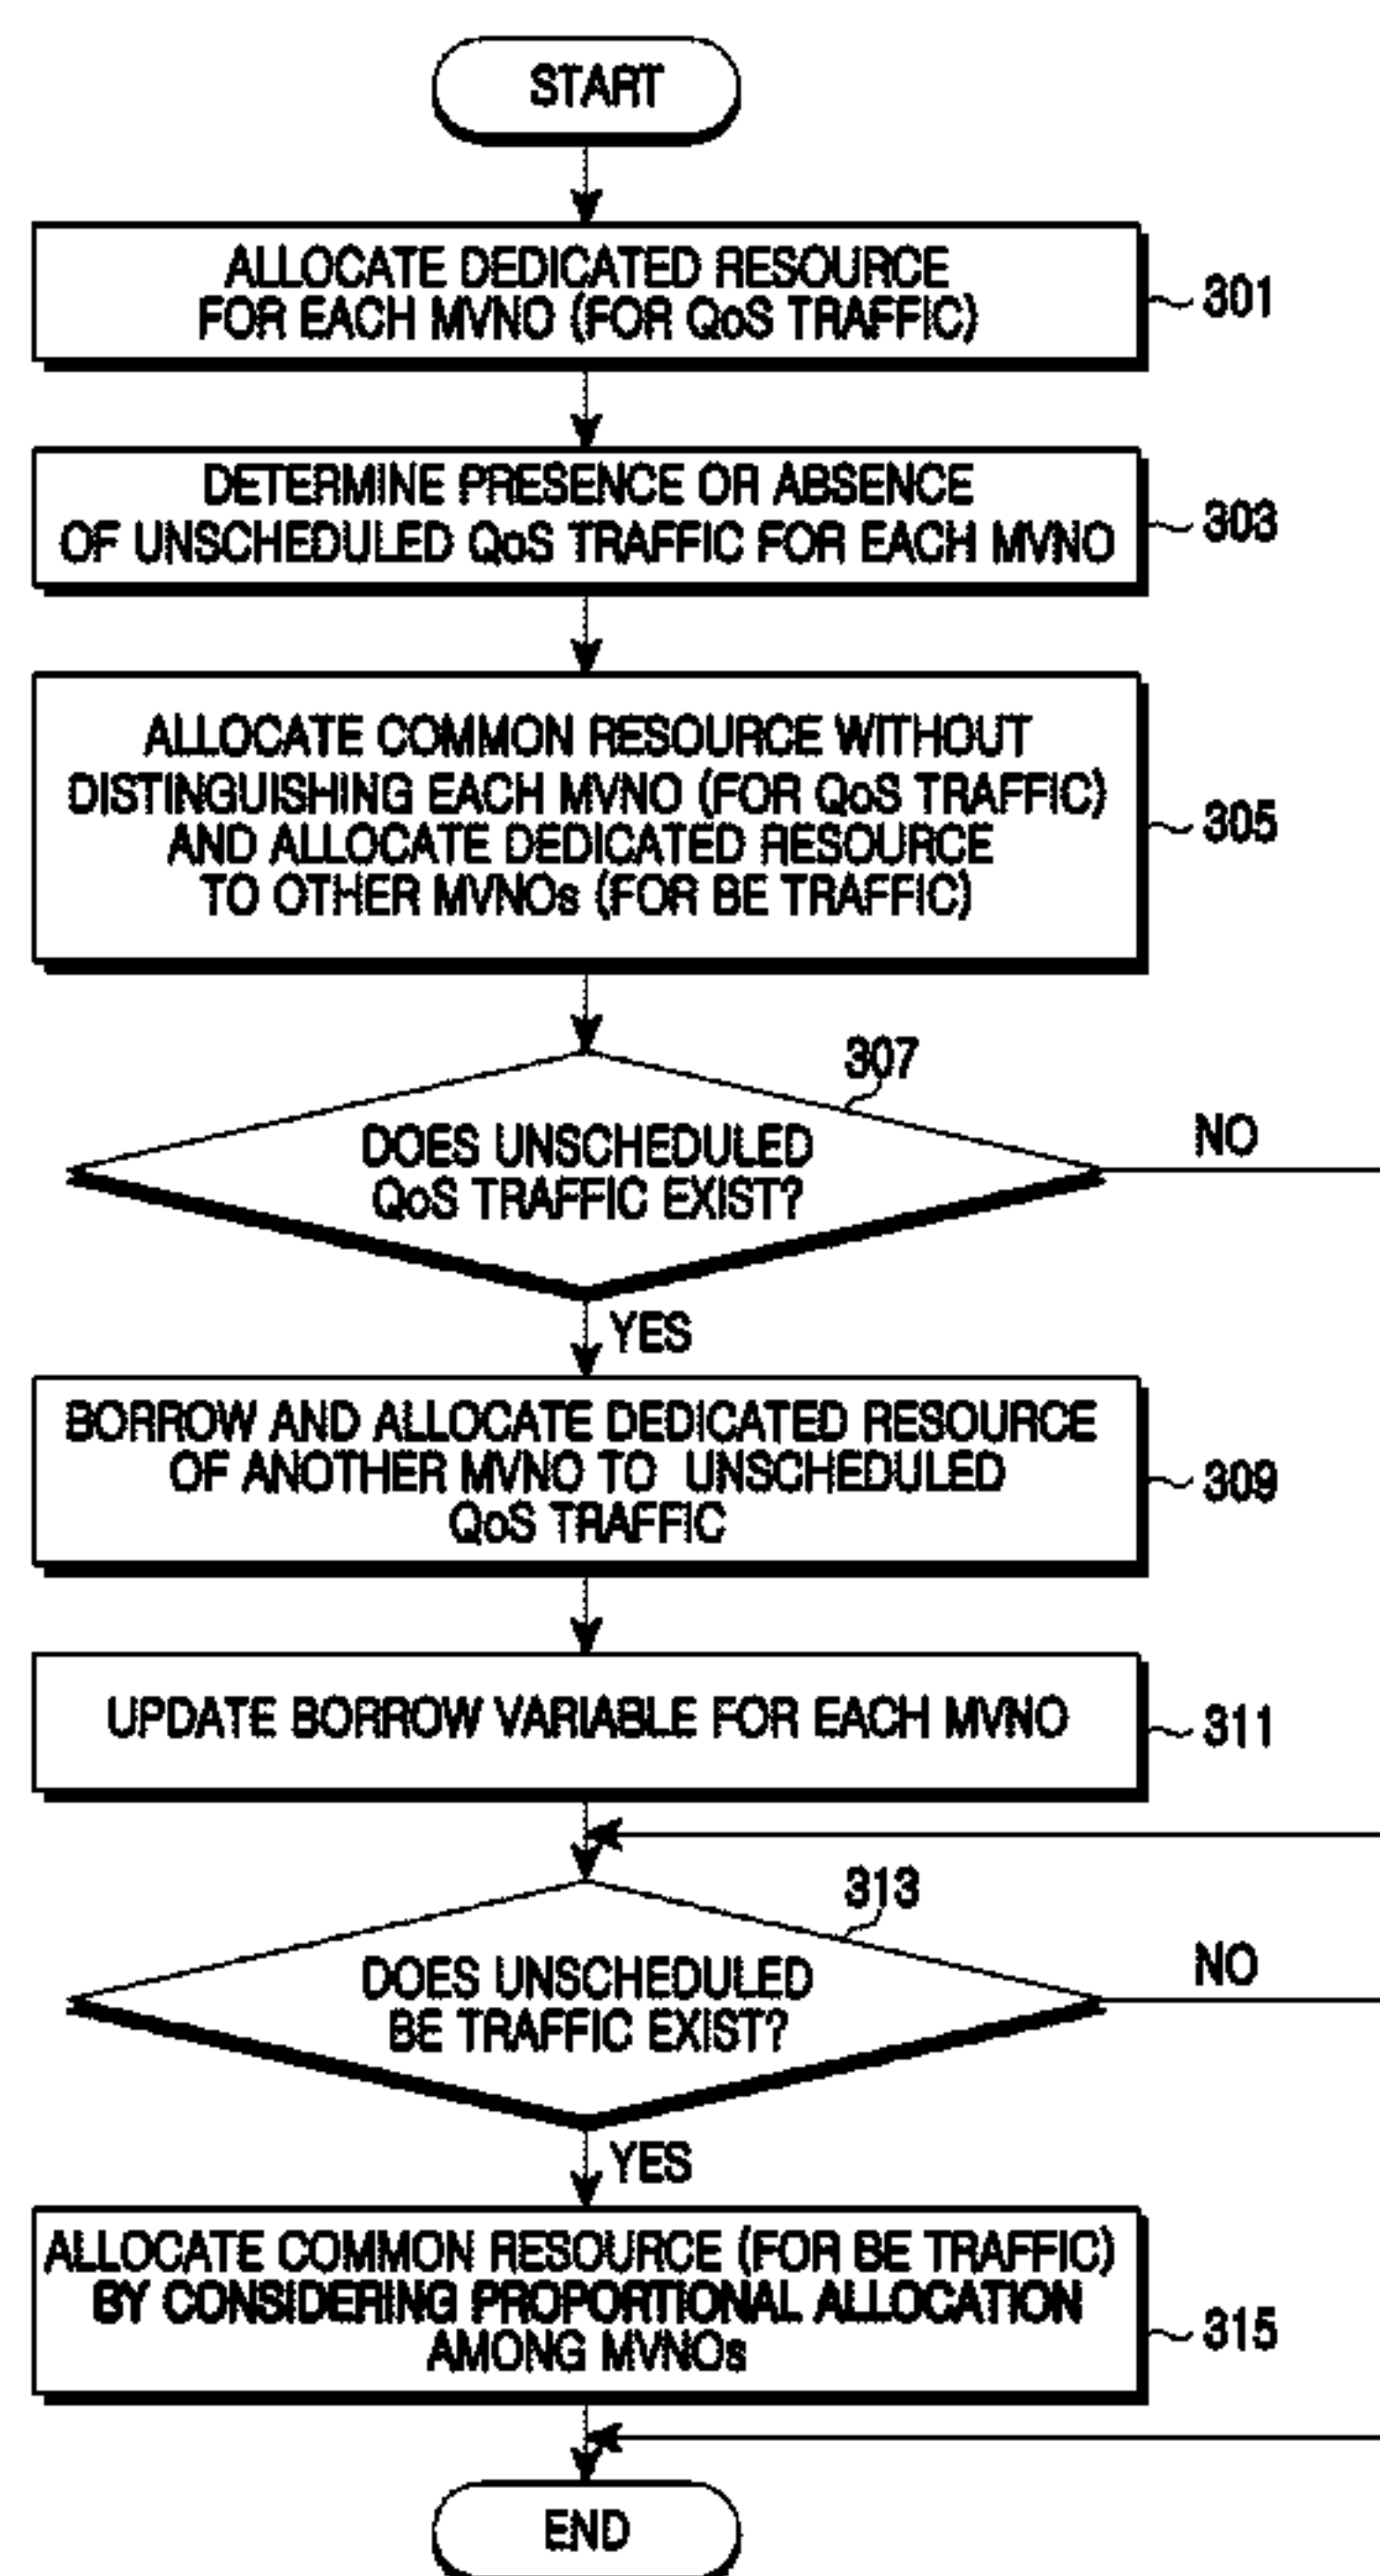 START
ALLOCATE DEDICATED RESOURCE
FOR EACH MVNO (FOR QoS TRAFFIC)
301
DETERMINE PRESENCE OR ABSENCE
OF UNSCHEDULED QoS TRAFFIC FOR EACH MVNO
303
ALLOCATE COMMON RESOURCE WITHOUT
DISTINGUISHING EACH MVNO (FOR QoS TRAFFIC)
AND ALLOCATE DEDICATED RESOURCE
TO OTHER MVNOs (FOR BE TRAFFIC)
305
307
DOES UNSCHEDULED
QoS TRAFFIC EXIST?
NO
YES
BORROW AND ALLOCATE DEDICATED RESOURCE
OF ANOTHER MVNO TO UNSCHEDULED
QoS TRAFFIC
309
UPDATE BORROW VARIABLE FOR EACH MVNO
311
313
DOES UNSCHEDULED
BE TRAFFIC EXIST?
NO
YES
ALLOCATE COMMON RESOURCE (FOR BE TRAFFIC)
BY CONSIDERING PROPORTIONAL ALLOCATION
AMONG MVNOs
315
END